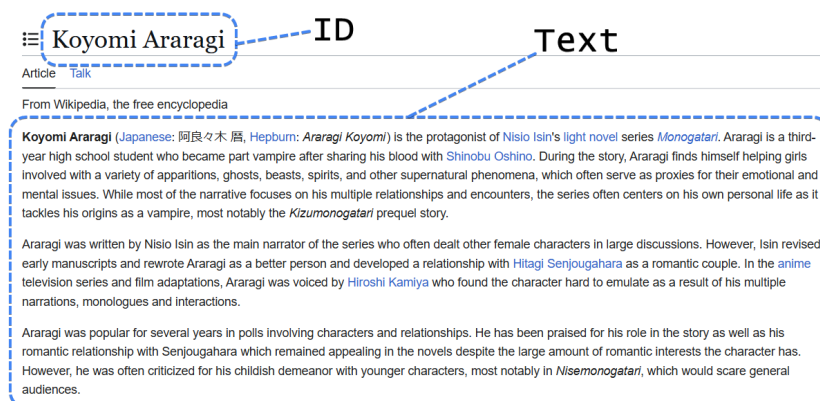 Koyomi Araragi
ID
Text
Article Talk
From Wikipedia, the free encyclopedia
Koyomi Araragi (Japanese: 阿良々木 暦, Hepburn: Araragi Koyomi) is the protagonist of Nisio Isin's light novel series Monogatari. Araragi is a third-
year high school student who became part vampire after sharing his blood with Shinobu Oshino. During the story, Araragi finds himself helping girls
involved with a variety of apparitions, ghosts, beasts, spirits, and other supernatural phenomena, which often serve as proxies for their emotional and
mental issues. While most of the narrative focuses on his multiple relationships and encounters, the series often centers on his own personal life as it
tackles his origins as a vampire, most notably the Kizumonogatari prequel story.
Araragi was written by Nisio Isin as the main narrator of the series who often dealt other female characters in large discussions. However, Isin revised
early manuscripts and rewrote Araragi as a better person and developed a relationship with Hitagi Senjougahara as a romantic couple. In the anime
television series and film adaptations, Araragi was voiced by Hiroshi Kamiya who found the character hard to emulate as a result of his multiple
narrations, monologues and interactions.
Araragi was popular for several years in polls involving characters and relationships. He has been praised for his role in the story as well as his
romantic relationship with Senjougahara which remained appealing in the novels despite the large amount of romantic interests the character has.
However, he was often criticized for his childish demeanor with younger characters, most notably in Nisemonogatari, which would scare general
audiences.